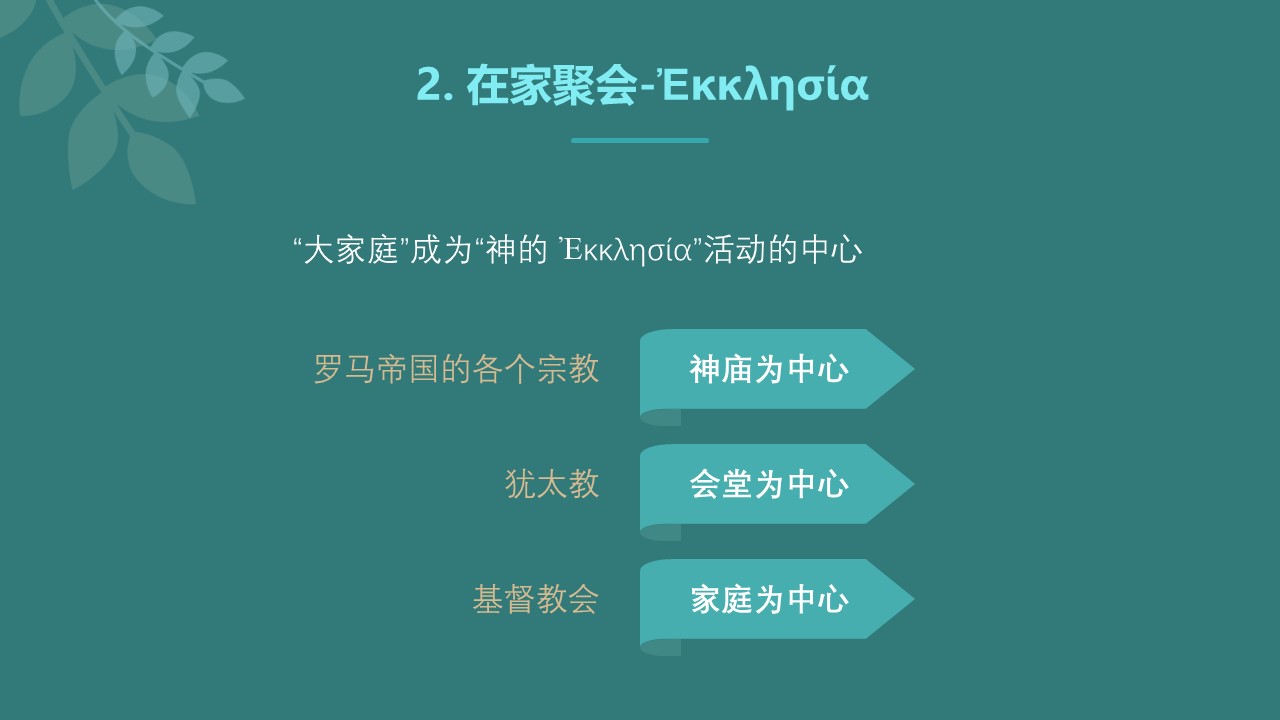 2. 在家聚会-Ἐκκλησία
“大家庭”成为“神的 Ἐκκλησία”活动的中心
罗马帝国的各个宗教
神庙为中心
犹太教
会堂为中心
基督教会
家庭为中心